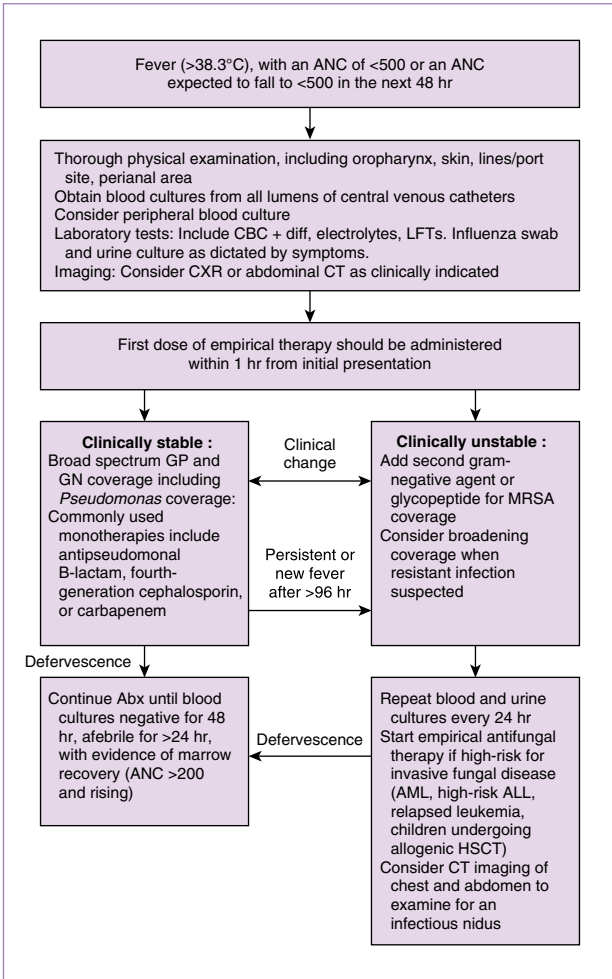 Fever (>38.3°C), with an ANC of <500 or an ANC
expected to fall to <500 in the next 48 hr
Thorough physical examination, including oropharynx, skin, lines/port
site, perianal area
Obtain blood cultures from all lumens of central venous catheters
Consider peripheral blood culture
Laboratory tests: Include CBC + diff, electrolytes, LFTs. Influenza swab
and urine culture as dictated by symptoms.
Imaging: Consider CXR or abdominal CT as clinically indicated
First dose of empirical therapy should be administered
within 1 hr from initial presentation
Clinically stable :
Broad spectrum GP and
GN coverage including
Pseudomonas coverage:
Commonly used
monotherapies include
antipseudomonal
B-lactam, fourth-
generation cephalosporin,
or carbapenem
Clinical
change
Persistent or
new fever
after >96 hr
Clinically unstable :
Add second gram-
negative agent or
glycopeptide for MRSA
coverage
Consider broadening
coverage when
resistant infection
suspected
Defervescence
Continue Abx until blood
cultures negative for 48
hr, afebrile for >24 hr,
with evidence of marrow
recovery (ANC >200
and rising)
Defervescence
Repeat blood and urine
cultures every 24 hr
Start empirical antifungal
therapy if high-risk for
invasive fungal disease
(AML, high-risk ALL,
relapsed leukemia,
children undergoing
allogenic HSCT)
Consider CT imaging of
chest and abdomen to
examine for an
infectious nidus